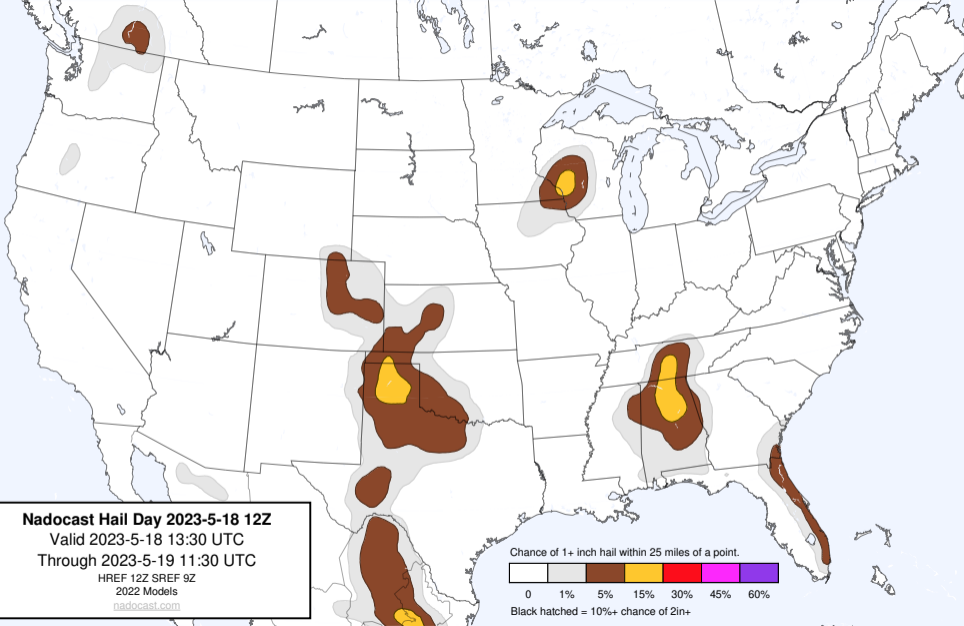 Nadocast Hail Day 2023-5-18 12Z
Valid 2023-5-18 13:30 UTC
Through 2023-5-19 11:30 UTC
HREF 12Z SREF 9Z
2022 Models
nadocast.com
Chance of 1+ inch hail within 25 miles of a point.
0 1% 5% 15% 30% 45% 60%
Black hatched = 10%+ chance of 2in+